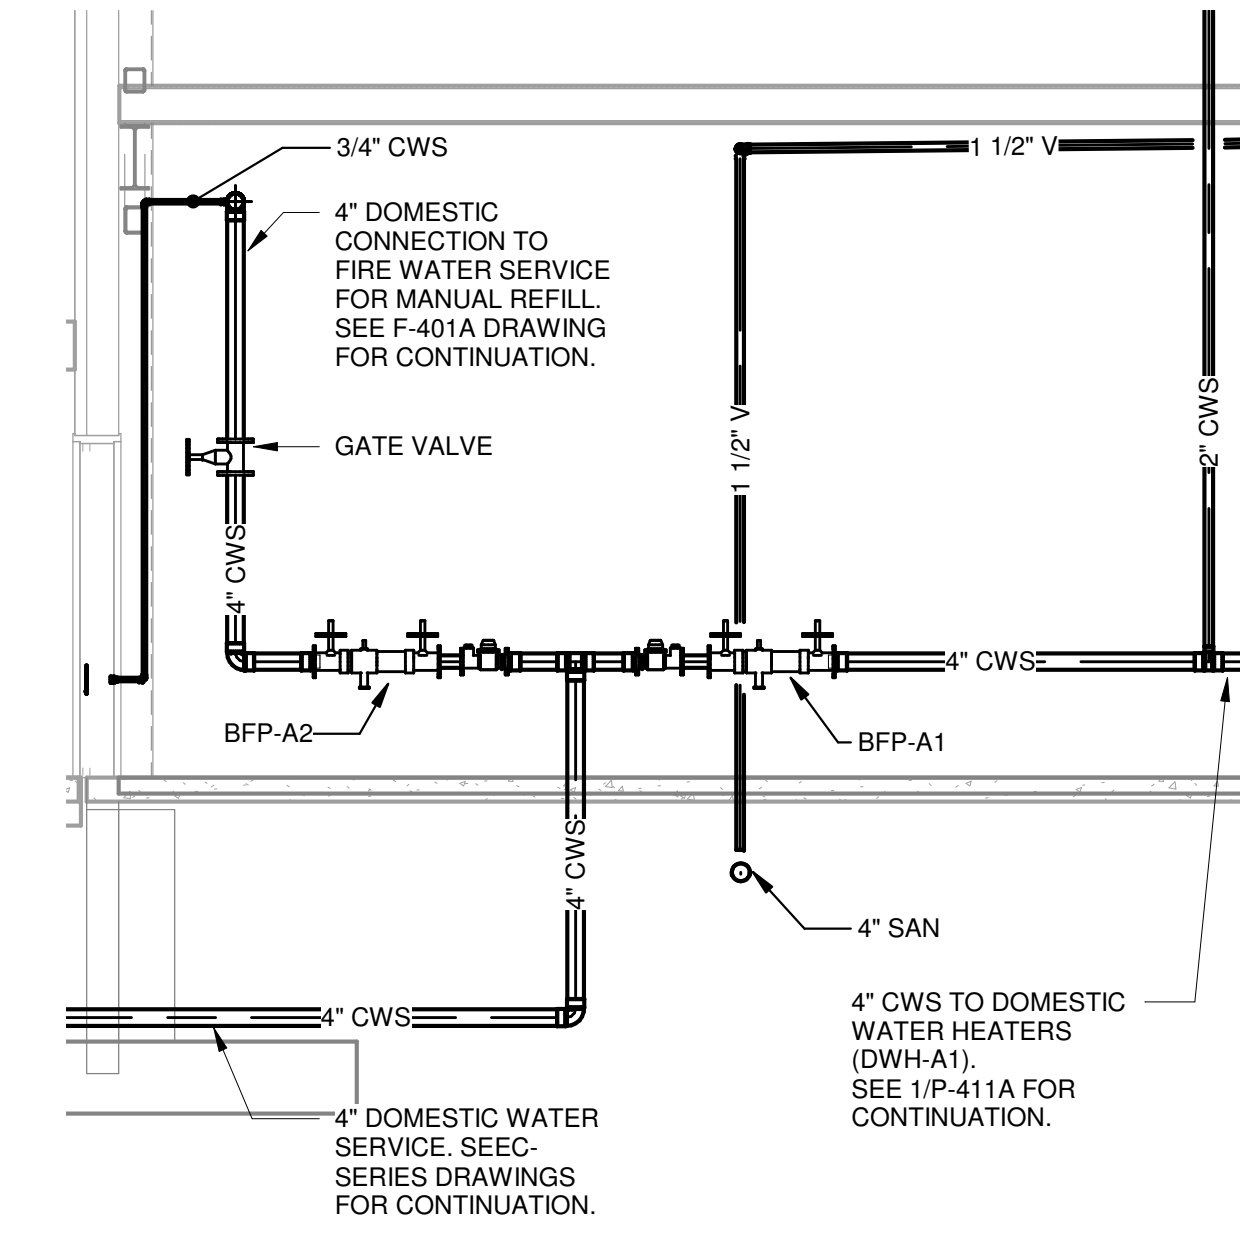 3/4" CWS
1 1/2" V
4" DOMESTIC
CONNECTION TO
FIRE WATER SERVICE
FOR MANUAL REFILL.
SEE F-401A DRAWING
FOR CONTINUATION.
GATE VALVE
1 1/2" V
2" CWS
4" CWS
4" CWS
BFP-A2
BFP-A1
4" CWS
4" SAN
4" CWS
4" CWS TO DOMESTIC
WATER HEATERS
(DWH-A1).
SEE 1/P-411A FOR
CONTINUATION.
4" DOMESTIC WATER
SERVICE. SEEC-
SERIES DRAWINGS
FOR CONTINUATION.